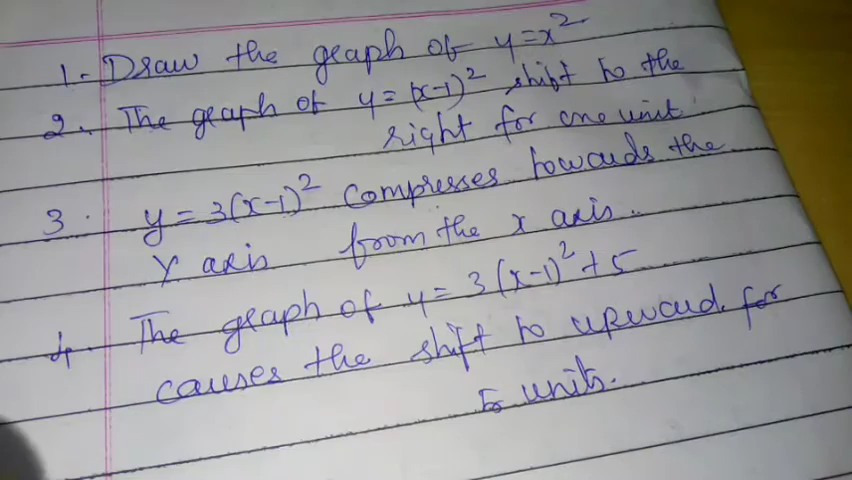 1. Draw the graph of y=x²
2. The graph of y=(x-1)² shift to the
right for one unit
3. y=3(x-1)² compresses towards the
Y axis from the x axis.
4. The graph of y=3(x-1)²+5
causes the shift to upward for
5 units.